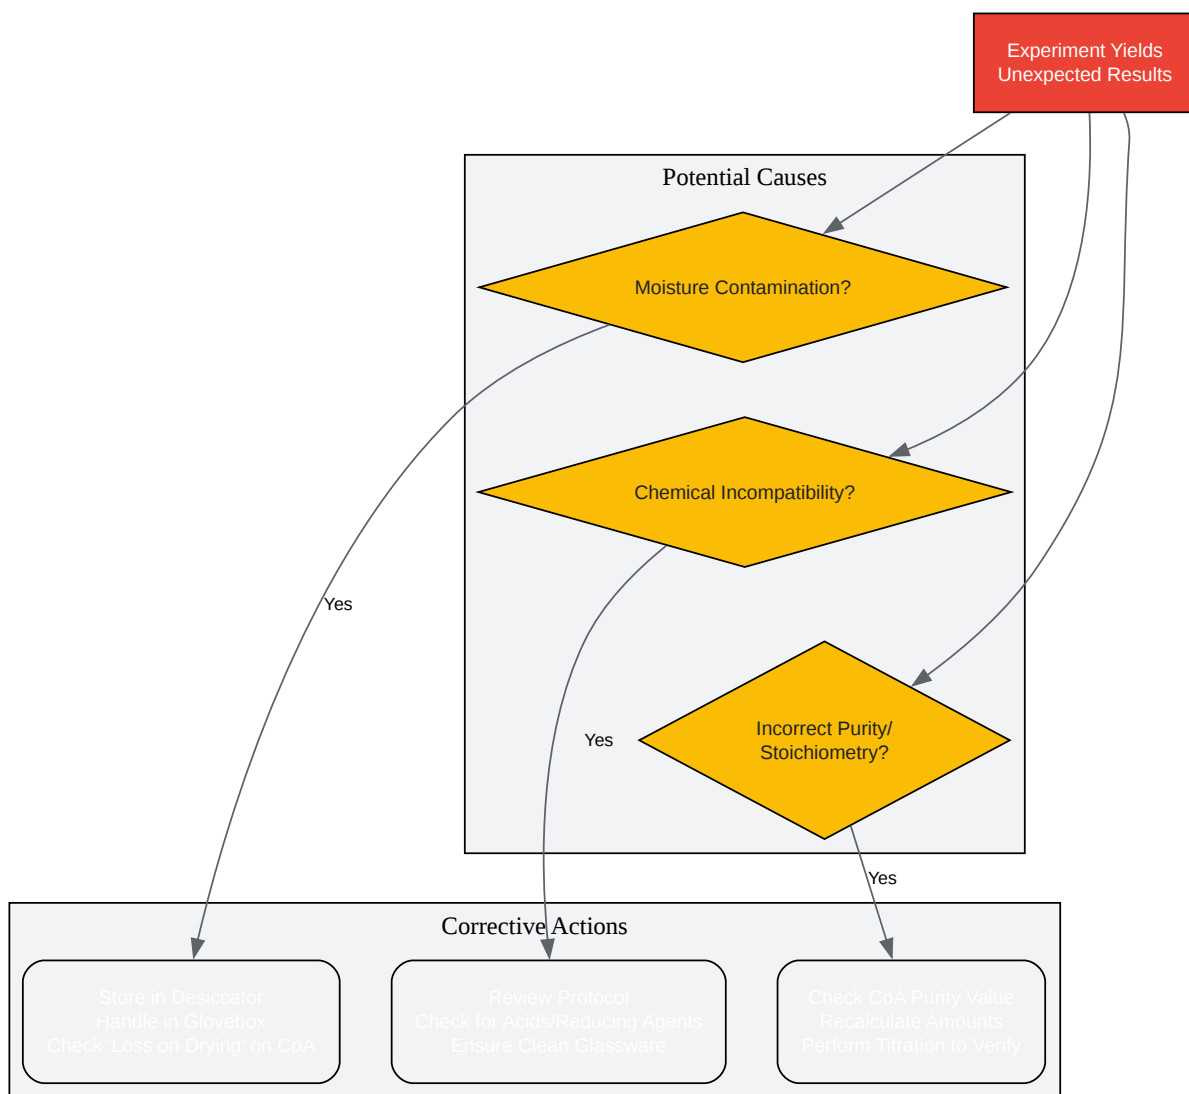 Experiment Yields
Unexpected Results
Potential Causes
Moisture Contamination?
Chemical Incompatibility?
Yes
Incorrect Purity/
Stoichiometry?
Yes
Yes
Corrective Actions
Store in Desiccator
Handle in Glovebox
Check 'Loss on Drying' on CoA
Review Protocol
Check for Acids/Reducing Agents
Ensure Clean Glassware
Check CoA Purity Value
Recalculate Amounts
Perform Titration to Verify